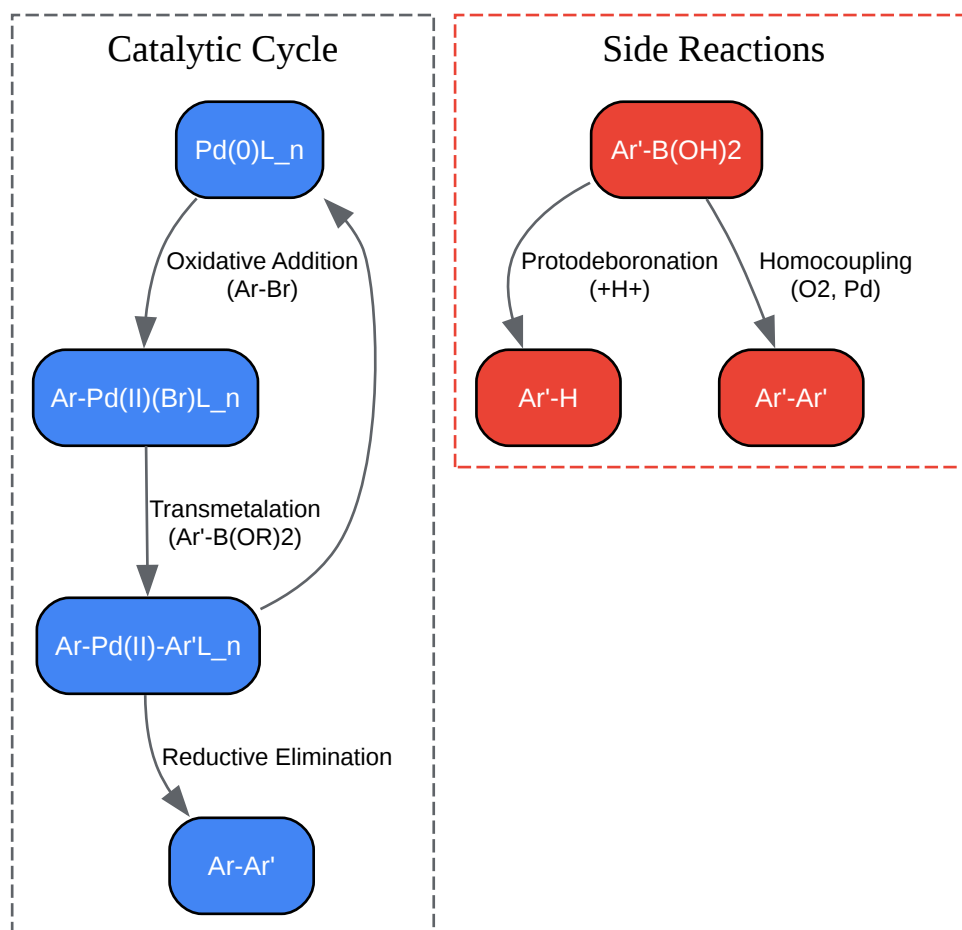 Catalytic Cycle
Pd(0)L_n
Oxidative Addition
(Ar-Br)
Ar-Pd(II)(Br)L_n
Transmetalation
(Ar'-B(OR)2)
Ar-Pd(II)-Ar'L_n
Reductive Elimination
Ar-Ar'
Side Reactions
Ar'-B(OH)2
Protodeboronation
(+H+)
Homocoupling
(O2, Pd)
Ar'-H
Ar'-Ar'